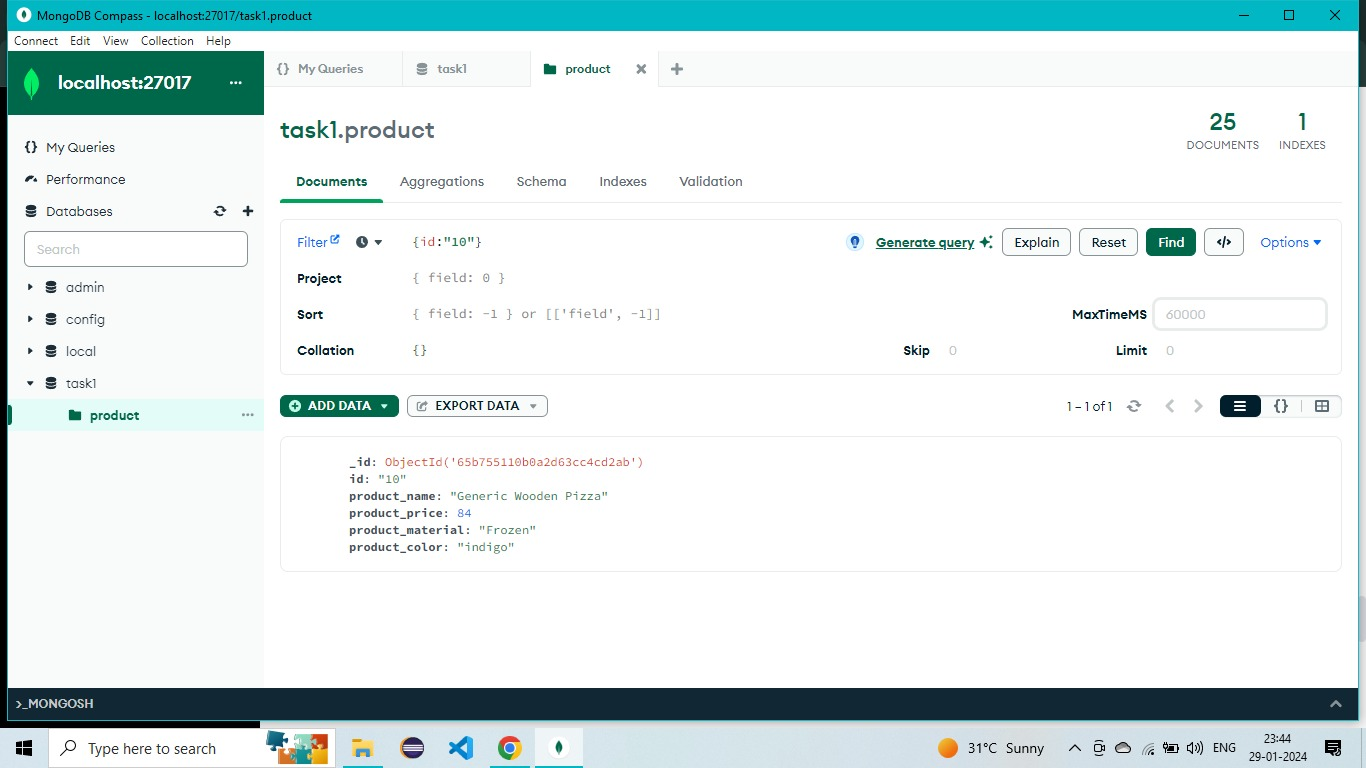 MongoDB Compass - localhost:27017/task1.product
Connect Edit View Collection Help
localhost:27017 ...
My Queries
Performance
Databases
Search
admin
config
local
task1
product ...
{} My Queries
task1
product
task1.product
25
DOCUMENTS
1
INDEXES
Documents Aggregations Schema Indexes Validation
Filter {id:"10"} Generate query Explain Reset Find </> Options
Project { field: 0 }
Sort { field: -1 } or [['field', -1]] MaxTimeMS 60000
Collation {} Skip 0 Limit 0
ADD DATA EXPORT DATA 1 – 1 of 1 {}
_id: ObjectId('65b755110b0a2d63cc4cd2ab')
id: "10"
product_name: "Generic Wooden Pizza"
product_price: 84
product_material: "Frozen"
product_color: "indigo"
>_MONGOSH
Type here to search
31°C Sunny
ENG
23:44
29-01-2024